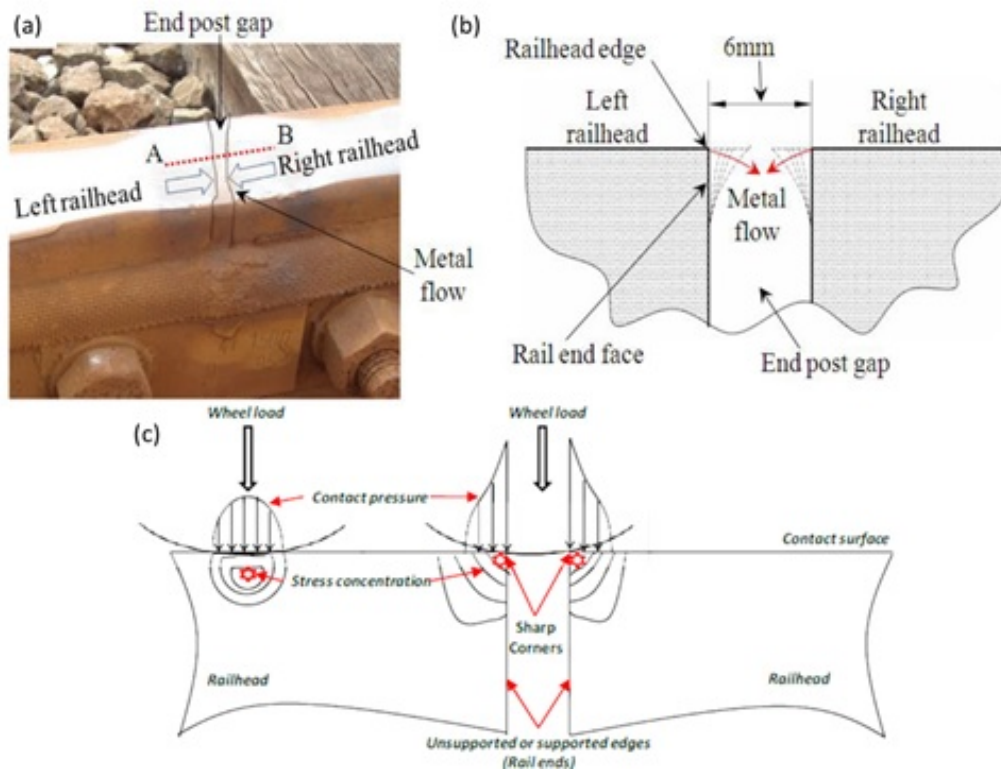 (a)
End post gap
A
B
Left railhead
Right railhead
Metal
flow
(b)
Railhead edge
6mm
Left
railhead
Right
railhead
Metal
flow
Rail end face
End post gap
(c)
Wheel load
Wheel load
Contact pressure
Contact surface
Stress concentration
Sharp
Corners
Railhead
Railhead
Unsupported or supported edges
(Rail ends)